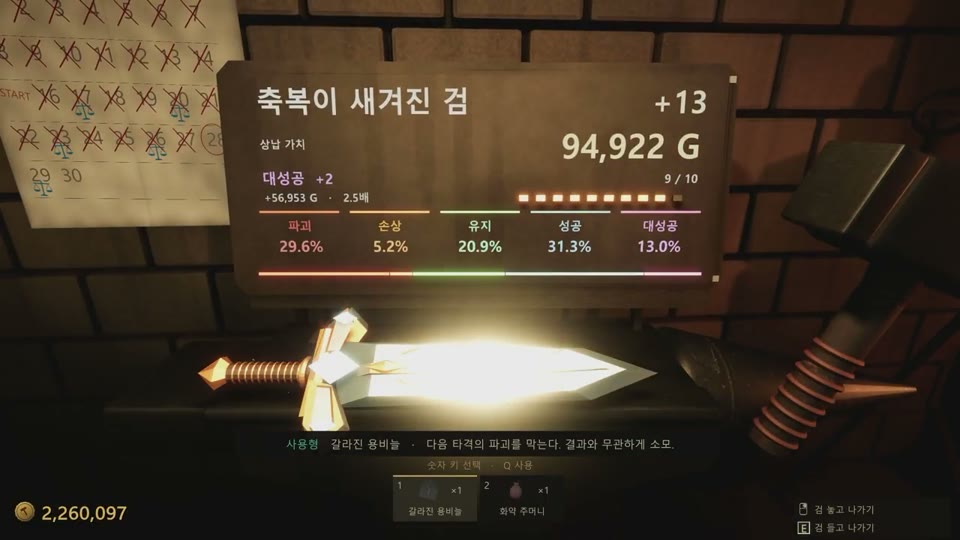 START
28
29 30
축복이 새겨진 검 +13
상납 가치 94,922 G
대성공 +2 9 / 10
+56,953 G · 2.5배
파괴 손상 유지 성공 대성공
29.6% 5.2% 20.9% 31.3% 13.0%
사용형 갈라진 용비늘 · 다음 타격의 파괴를 막는다. 결과와 무관하게 소모.
숫자 키 선택 · Q 사용
1 ×1 2 ×1
갈라진 용비늘 화약 주머니
2,260,097
검 놓고 나가기
E 검 들고 나가기